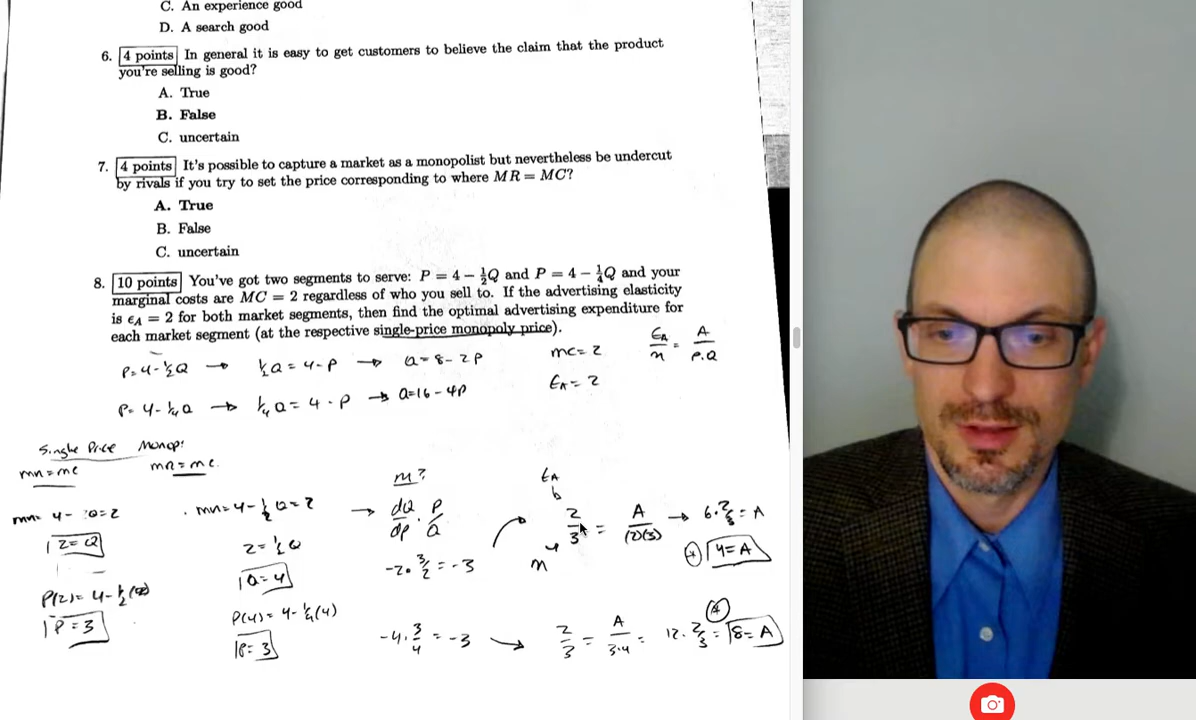 C. An experience good
D. A search good
6. 4 points In general it is easy to get customers to believe the claim that the product
you're selling is good?
A. True
B. False
C. uncertain
7. 4 points It's possible to capture a market as a monopolist but nevertheless be undercut
by rivals if you try to set the price corresponding to where MR = MC?
A. True
B. False
C. uncertain
8. 10 points You've got two segments to serve: P = 4 − ½Q and P = 4 − ¼Q and your
marginal costs are MC = 2 regardless of who you sell to. If the advertising elasticity
is ϵA = 2 for both market segments, then find the optimal advertising expenditure for
each market segment (at the respective single-price monopoly price).
P=4-½Q → ½Q=4-P → Q=8-2P
MC=2
ϵA/n = A/P.Q
P=4-¼Q → ¼Q=4-P → Q=16-4P
ϵA=2
Single Price Monop:
MR=MC
MR=MC.
MR=4-Q=2
2=Q
P(2)=4-½(2)
P=3
MR=4-½Q=2
2=½Q
Q=4
P(4)=4-¼(4)
P=3
→ dQ/dP · P/Q
-2·3/2=-3
-4·3/4=-3 →
ϵA
2/3 = A/(2)(3) → 6·2/3=A
n
4=A
2/3 = A/3·4 = 12·2/3 = 8=A